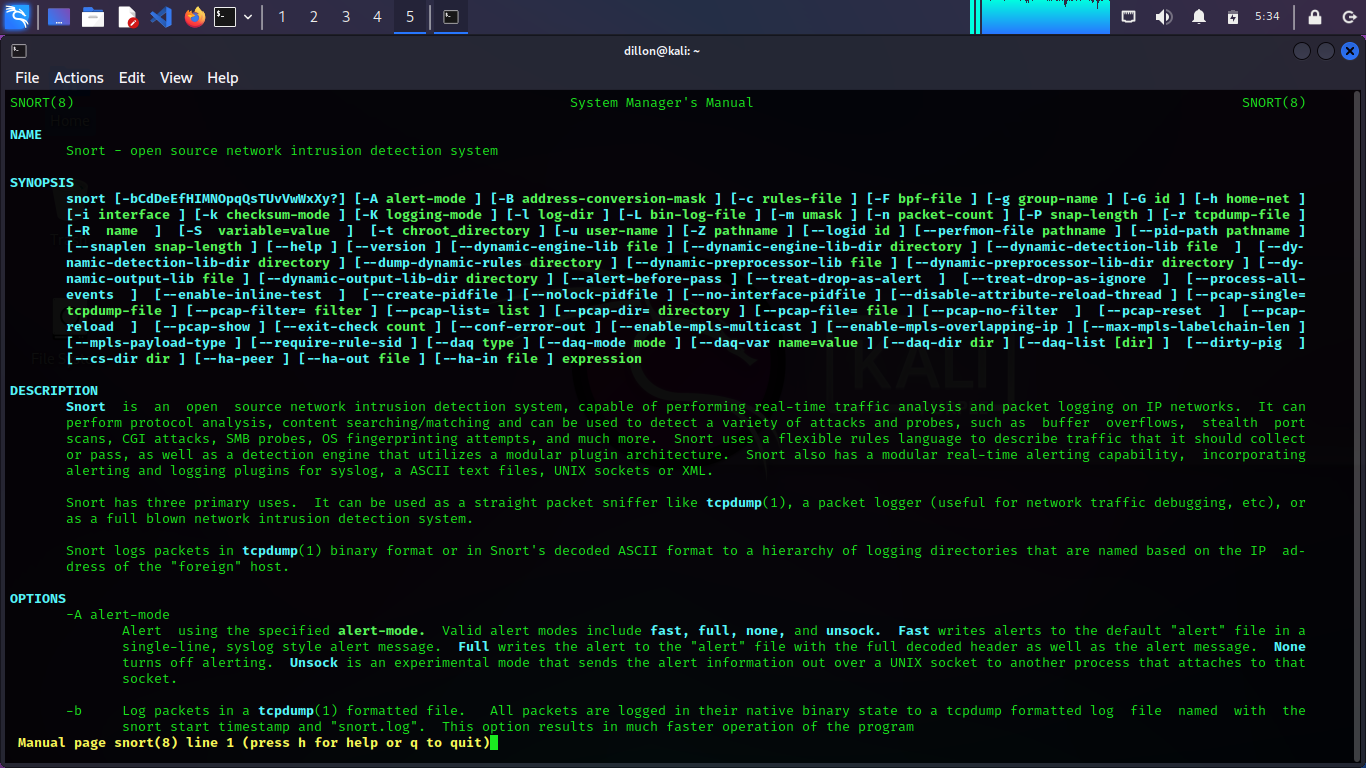 1 2 3 4 5 5:34
dillon@kali: ~
File Actions Edit View Help
SNORT(8) System Manager's Manual SNORT(8)
Home
NAME
Snort - open source network intrusion detection system
SYNOPSIS
snort [-bCdDeEfHIMNOpqQsTUvVwWxXy?] [-A alert-mode ] [-B address-conversion-mask ] [-c rules-file ] [-F bpf-file ] [-g group-name ] [-G id ] [-h home-net ]
[-i interface ] [-k checksum-mode ] [-K logging-mode ] [-l log-dir ] [-L bin-log-file ] [-m umask ] [-n packet-count ] [-P snap-length ] [-r tcpdump-file ]
[-R name ] [-S variable=value ] [-t chroot_directory ] [-u user-name ] [-Z pathname ] [--logid id ] [--perfmon-file pathname ] [--pid-path pathname ]
[--snaplen snap-length ] [--help ] [--version ] [--dynamic-engine-lib file ] [--dynamic-engine-lib-dir directory ] [--dynamic-detection-lib file ] [--dy-
namic-detection-lib-dir directory ] [--dump-dynamic-rules directory ] [--dynamic-preprocessor-lib file ] [--dynamic-preprocessor-lib-dir directory ] [--dy-
namic-output-lib file ] [--dynamic-output-lib-dir directory ] [--alert-before-pass ] [--treat-drop-as-alert ] [--treat-drop-as-ignore ] [--process-all-
events ] [--enable-inline-test ] [--create-pidfile ] [--nolock-pidfile ] [--no-interface-pidfile ] [--disable-attribute-reload-thread ] [--pcap-single=
tcpdump-file ] [--pcap-filter= filter ] [--pcap-list= list ] [--pcap-dir= directory ] [--pcap-file= file ] [--pcap-no-filter ] [--pcap-reset ] [--pcap-
reload ] [--pcap-show ] [--exit-check count ] [--conf-error-out ] [--enable-mpls-multicast ] [--enable-mpls-overlapping-ip ] [--max-mpls-labelchain-len ]
[--mpls-payload-type ] [--require-rule-sid ] [--daq type ] [--daq-mode mode ] [--daq-var name=value ] [--daq-dir dir ] [--daq-list [dir] ] [--dirty-pig ]
[--cs-dir dir ] [--ha-peer ] [--ha-out file ] [--ha-in file ] expression
KALI
DESCRIPTION
Snort is an open source network intrusion detection system, capable of performing real-time traffic analysis and packet logging on IP networks. It can
perform protocol analysis, content searching/matching and can be used to detect a variety of attacks and probes, such as buffer overflows, stealth port
scans, CGI attacks, SMB probes, OS fingerprinting attempts, and much more. Snort uses a flexible rules language to describe traffic that it should collect
or pass, as well as a detection engine that utilizes a modular plugin architecture. Snort also has a modular real-time alerting capability, incorporating
alerting and logging plugins for syslog, a ASCII text files, UNIX sockets or XML.
Snort has three primary uses. It can be used as a straight packet sniffer like tcpdump(1), a packet logger (useful for network traffic debugging, etc), or
as a full blown network intrusion detection system.
Snort logs packets in tcpdump(1) binary format or in Snort's decoded ASCII format to a hierarchy of logging directories that are named based on the IP ad-
dress of the "foreign" host.
OPTIONS
-A alert-mode
Alert using the specified alert-mode. Valid alert modes include fast, full, none, and unsock. Fast writes alerts to the default "alert" file in a
single-line, syslog style alert message. Full writes the alert to the "alert" file with the full decoded header as well as the alert message. None
turns off alerting. Unsock is an experimental mode that sends the alert information out over a UNIX socket to another process that attaches to that
socket.
-b Log packets in a tcpdump(1) formatted file. All packets are logged in their native binary state to a tcpdump formatted log file named with the
snort start timestamp and "snort.log". This option results in much faster operation of the program
Manual page snort(8) line 1 (press h for help or q to quit)